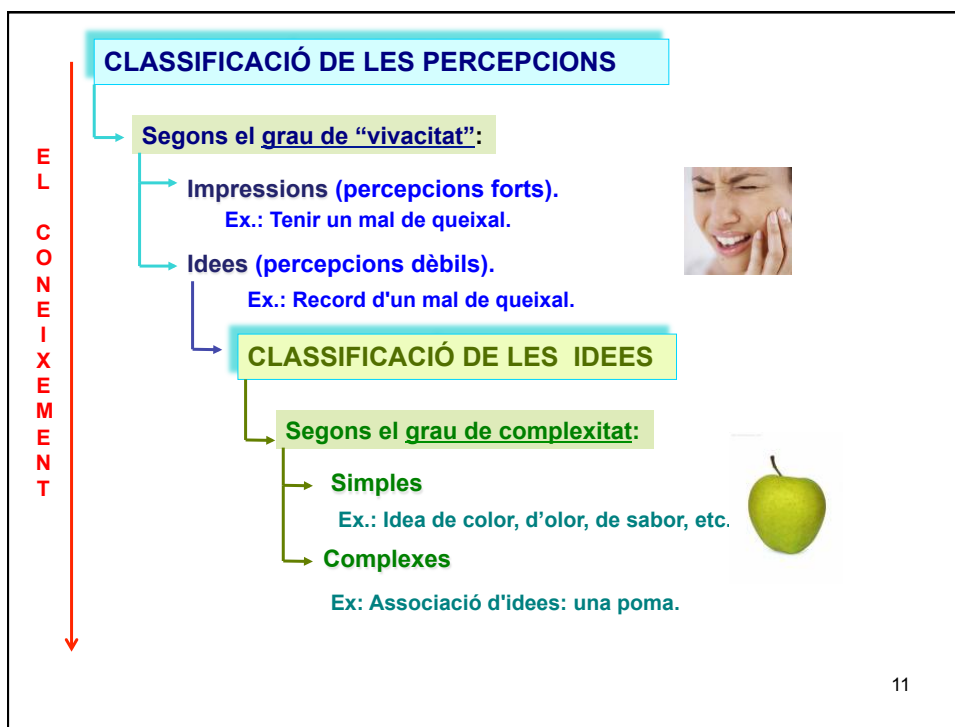 CLASSIFICACIÓ DE LES PERCEPCIONS
Segons el grau de “vivacitat”:
EL CONEIXEMENT
Impressions (percepcions forts).
Ex.: Tenir un mal de queixal.
Idees (percepcions dèbils).
Ex.: Record d'un mal de queixal.
CLASSIFICACIÓ DE LES IDEES
Segons el grau de complexitat:
Simples
Ex.: Idea de color, d’olor, de sabor, etc.
Complexes
Ex: Associació d'idees: una poma.
11